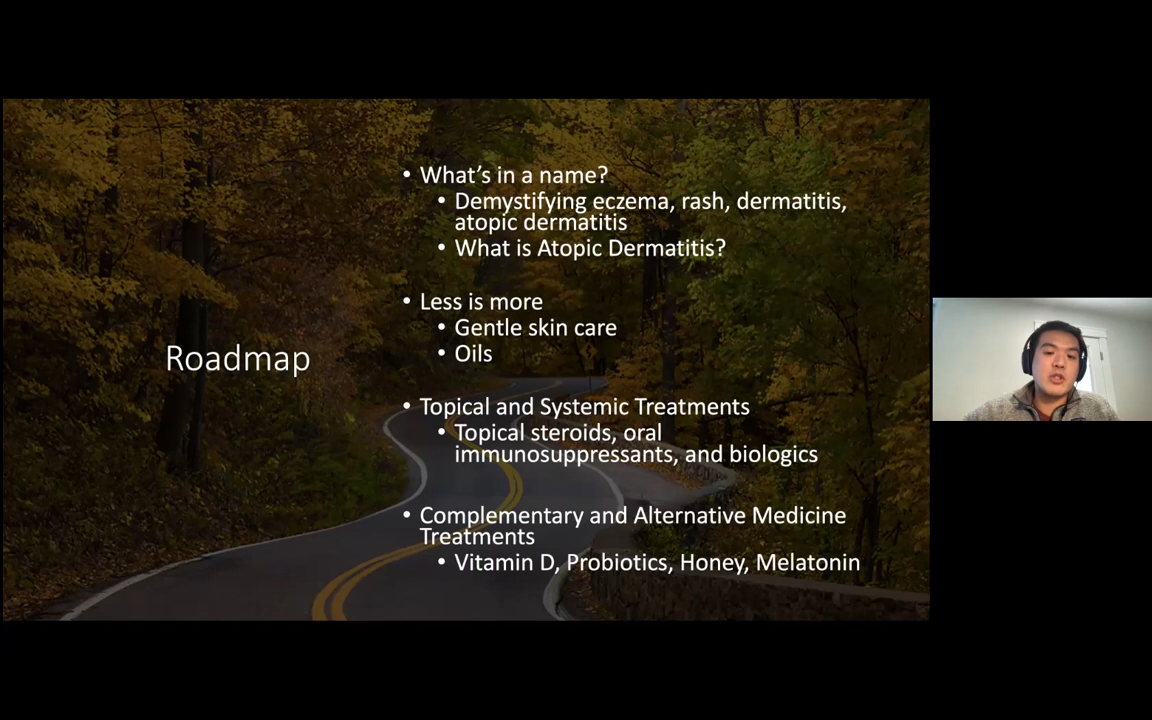 Roadmap
• What's in a name?
• Demystifying eczema, rash, dermatitis,
atopic dermatitis
• What is Atopic Dermatitis?
• Less is more
• Gentle skin care
• Oils
• Topical and Systemic Treatments
• Topical steroids, oral
immunosuppressants, and biologics
• Complementary and Alternative Medicine
Treatments
• Vitamin D, Probiotics, Honey, Melatonin